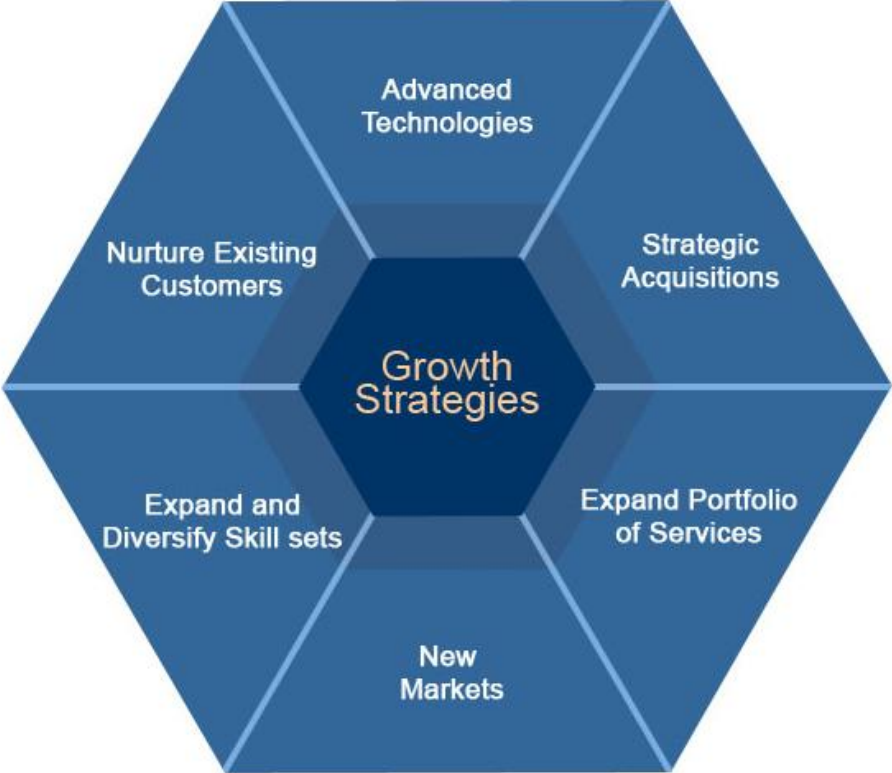 Advanced
Technologies
Strategic
Acquisitions
Expand Portfolio
of Services
New
Markets
Expand and
Diversify Skill sets
Nurture Existing
Customers
Growth
Strategies